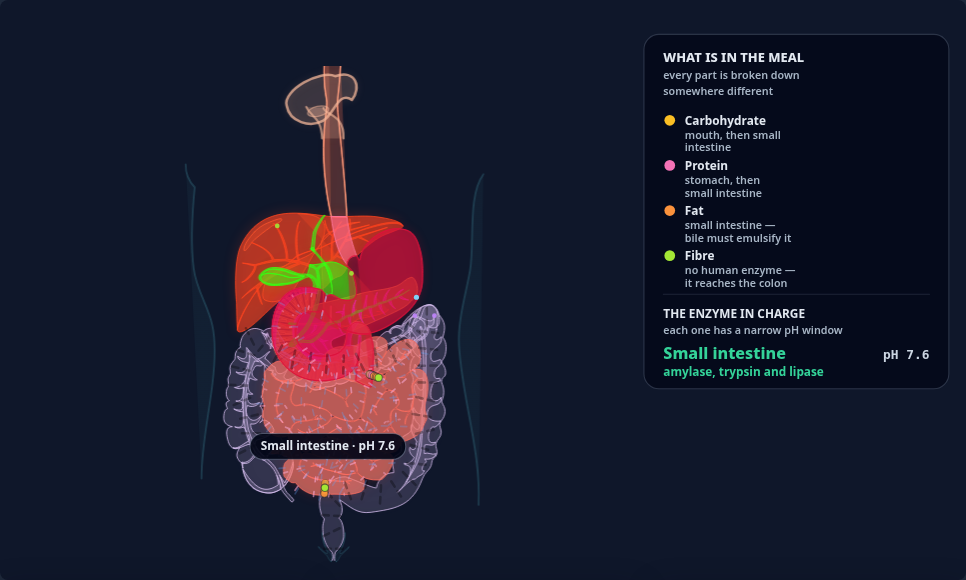 WHAT IS IN THE MEAL
every part is broken down
somewhere different
Carbohydrate
mouth, then small
intestine
Protein
stomach, then
small intestine
Fat
small intestine —
bile must emulsify it
Fibre
no human enzyme —
it reaches the colon
THE ENZYME IN CHARGE
each one has a narrow pH window
Small intestine pH 7.6
amylase, trypsin and lipase
Small intestine · pH 7.6